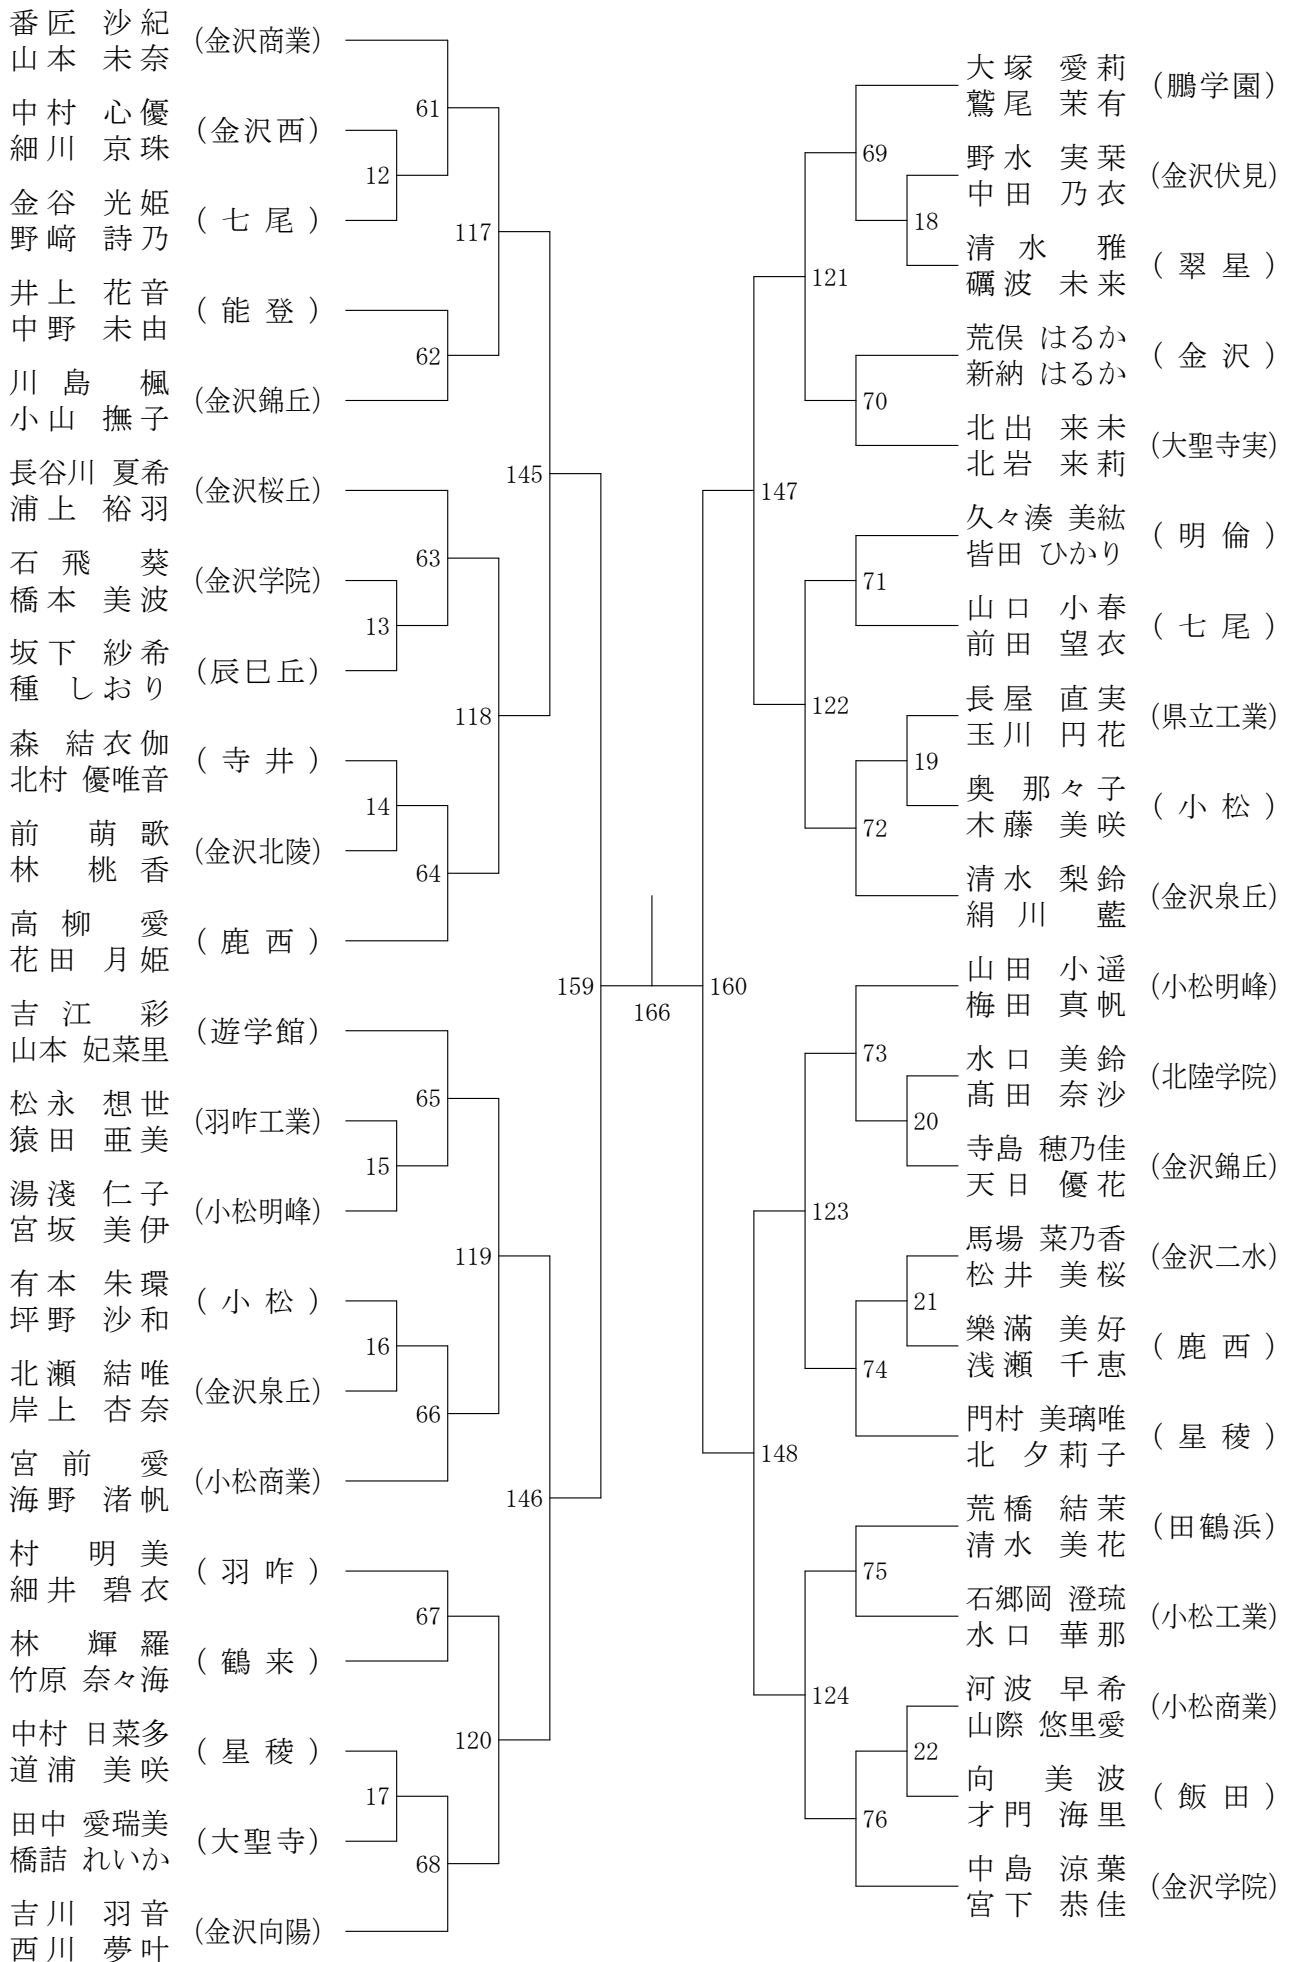 番匠 沙紀
山本 未奈
(金沢商業)
中村 心優
細川 京珠
(金沢西)
金谷 光姫
野﨑 詩乃
(七尾)
井上 花音
中野 未由
(能登)
川島 楓
小山 撫子
(金沢錦丘)
長谷川 夏希
浦上 裕羽
(金沢桜丘)
石飛 葵
橋本 美波
(金沢学院)
坂下 紗希
種 しおり
(辰巳丘)
森 結衣伽
北村 優唯音
(寺井)
前 萌歌
林 桃香
(金沢北陵)
高柳 愛
花田 月姫
(鹿西)
吉江 彩
山本 妃菜里
(遊学館)
松永 想世
猿田 亜美
(羽咋工業)
湯淺 仁子
宮坂 美伊
(小松明峰)
有本 朱環
坪野 沙和
(小松)
北瀬 結唯
岸上 杏奈
(金沢泉丘)
宮前 愛
海野 渚帆
(小松商業)
村 明美
細井 碧衣
(羽咋)
林 輝羅
竹原 奈々海
(鶴来)
中村 日菜多
道浦 美咲
(星稜)
田中 愛瑞美
橋詰 れいか
(大聖寺)
吉川 羽音
西川 夢叶
(金沢向陽)
61
12
117
62
145
63
13
118
14
64
159
65
15
119
16
66
146
67
120
17
68
166
160
69
18
121
70
147
71
122
19
72
73
20
123
21
74
148
75
124
22
76
大塚 愛莉
鷲尾 茉有
(鵬学園)
野水 実栞
中田 乃衣
(金沢伏見)
清水 雅
礪波 未来
(翠星)
荒俣 はるか
新納 はるか
(金沢)
北出 来未
北岩 来莉
(大聖寺実)
久々湊 美紘
皆田 ひかり
(明倫)
山口 小春
前田 望衣
(七尾)
長屋 直実
玉川 円花
(県立工業)
奥 那々子
木藤 美咲
(小松)
清水 梨鈴
絹川 藍
(金沢泉丘)
山田 小遥
梅田 真帆
(小松明峰)
水口 美鈴
髙田 奈沙
(北陸学院)
寺島 穂乃佳
天日 優花
(金沢錦丘)
馬場 菜乃香
松井 美桜
(金沢二水)
樂滿 美好
浅瀬 千恵
(鹿西)
門村 美璃唯
北 夕莉子
(星稜)
荒橋 結茉
清水 美花
(田鶴浜)
石郷岡 澄琉
水口 華那
(小松工業)
河波 早希
山際 悠里愛
(小松商業)
向 美波
才門 海里
(飯田)
中島 涼葉
宮下 恭佳
(金沢学院)